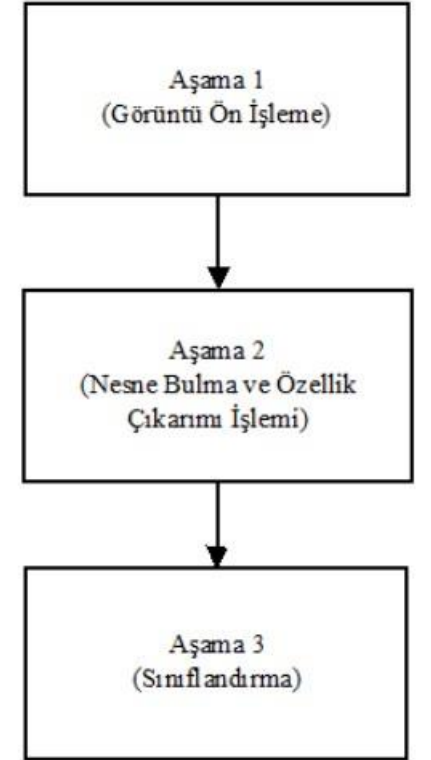 Aşama 1
(Görüntü Ön İşleme)
Aşama 2
(Nesne Bulma ve Özellik
Çıkarımı İşlemi)
Aşama 3
(Sınıflandırma)